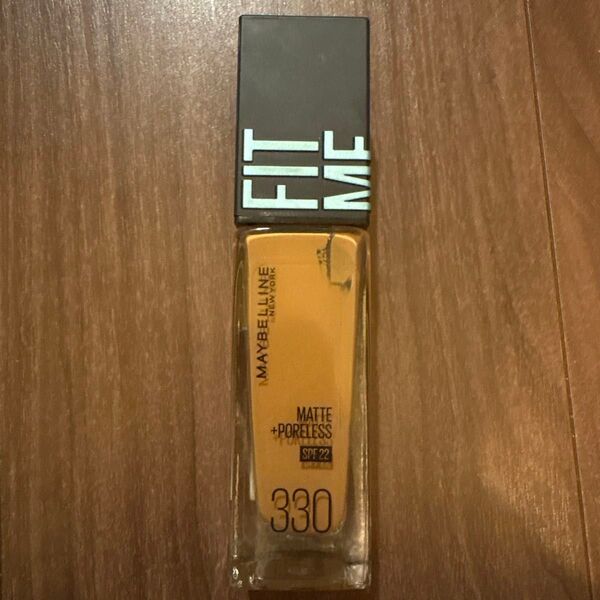 FIT
ME
MAYBELLINE
NEW YORK
MATTE
+PORELESS
SPF 22
330